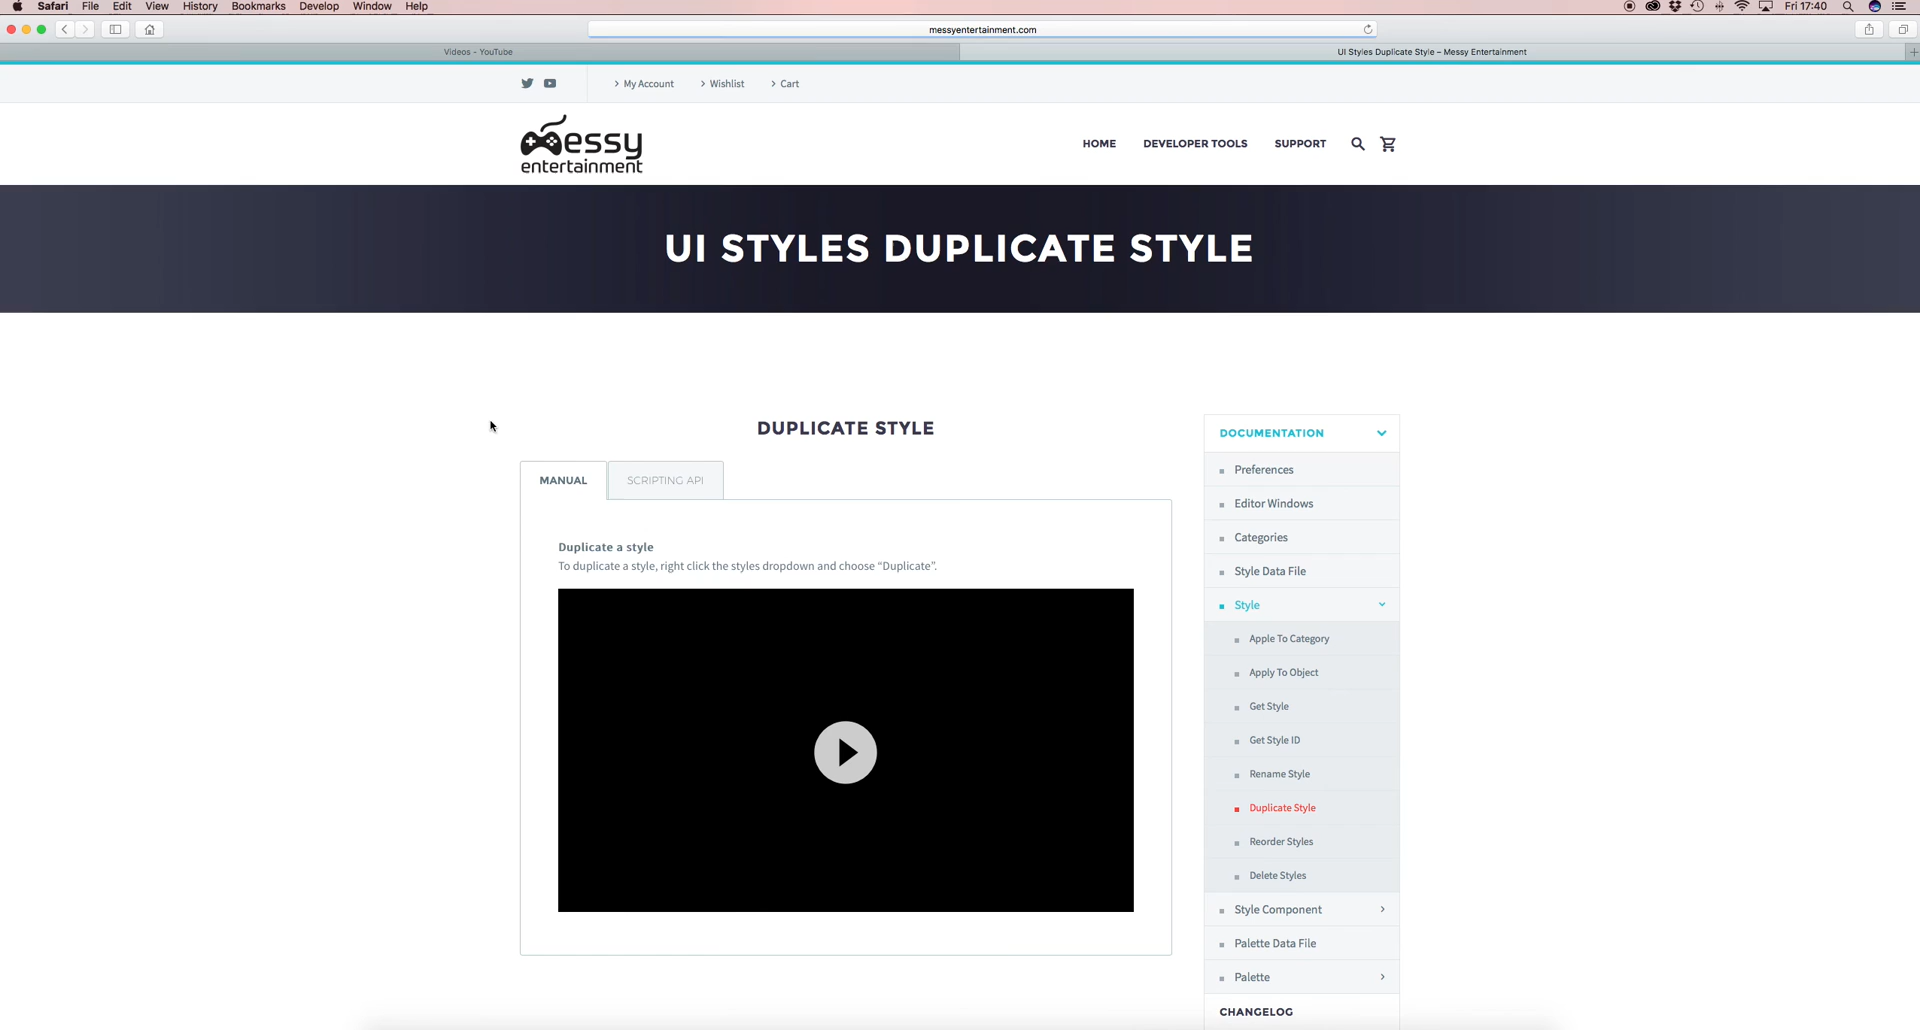 Safari File Edit View History Bookmarks Develop Window Help Fri 17:40
messyentertainment.com
Videos - YouTube UI Styles Duplicate Style – Messy Entertainment
My Account Wishlist Cart
Messy entertainment
HOME DEVELOPER TOOLS SUPPORT
UI STYLES DUPLICATE STYLE
DUPLICATE STYLE
MANUAL SCRIPTING API
Duplicate a style
To duplicate a style, right click the styles dropdown and choose “Duplicate”.
DOCUMENTATION
Preferences
Editor Windows
Categories
Style Data File
Style
Apple To Category
Apply To Object
Get Style
Get Style ID
Rename Style
Duplicate Style
Reorder Styles
Delete Styles
Style Component
Palette Data File
Palette
CHANGELOG